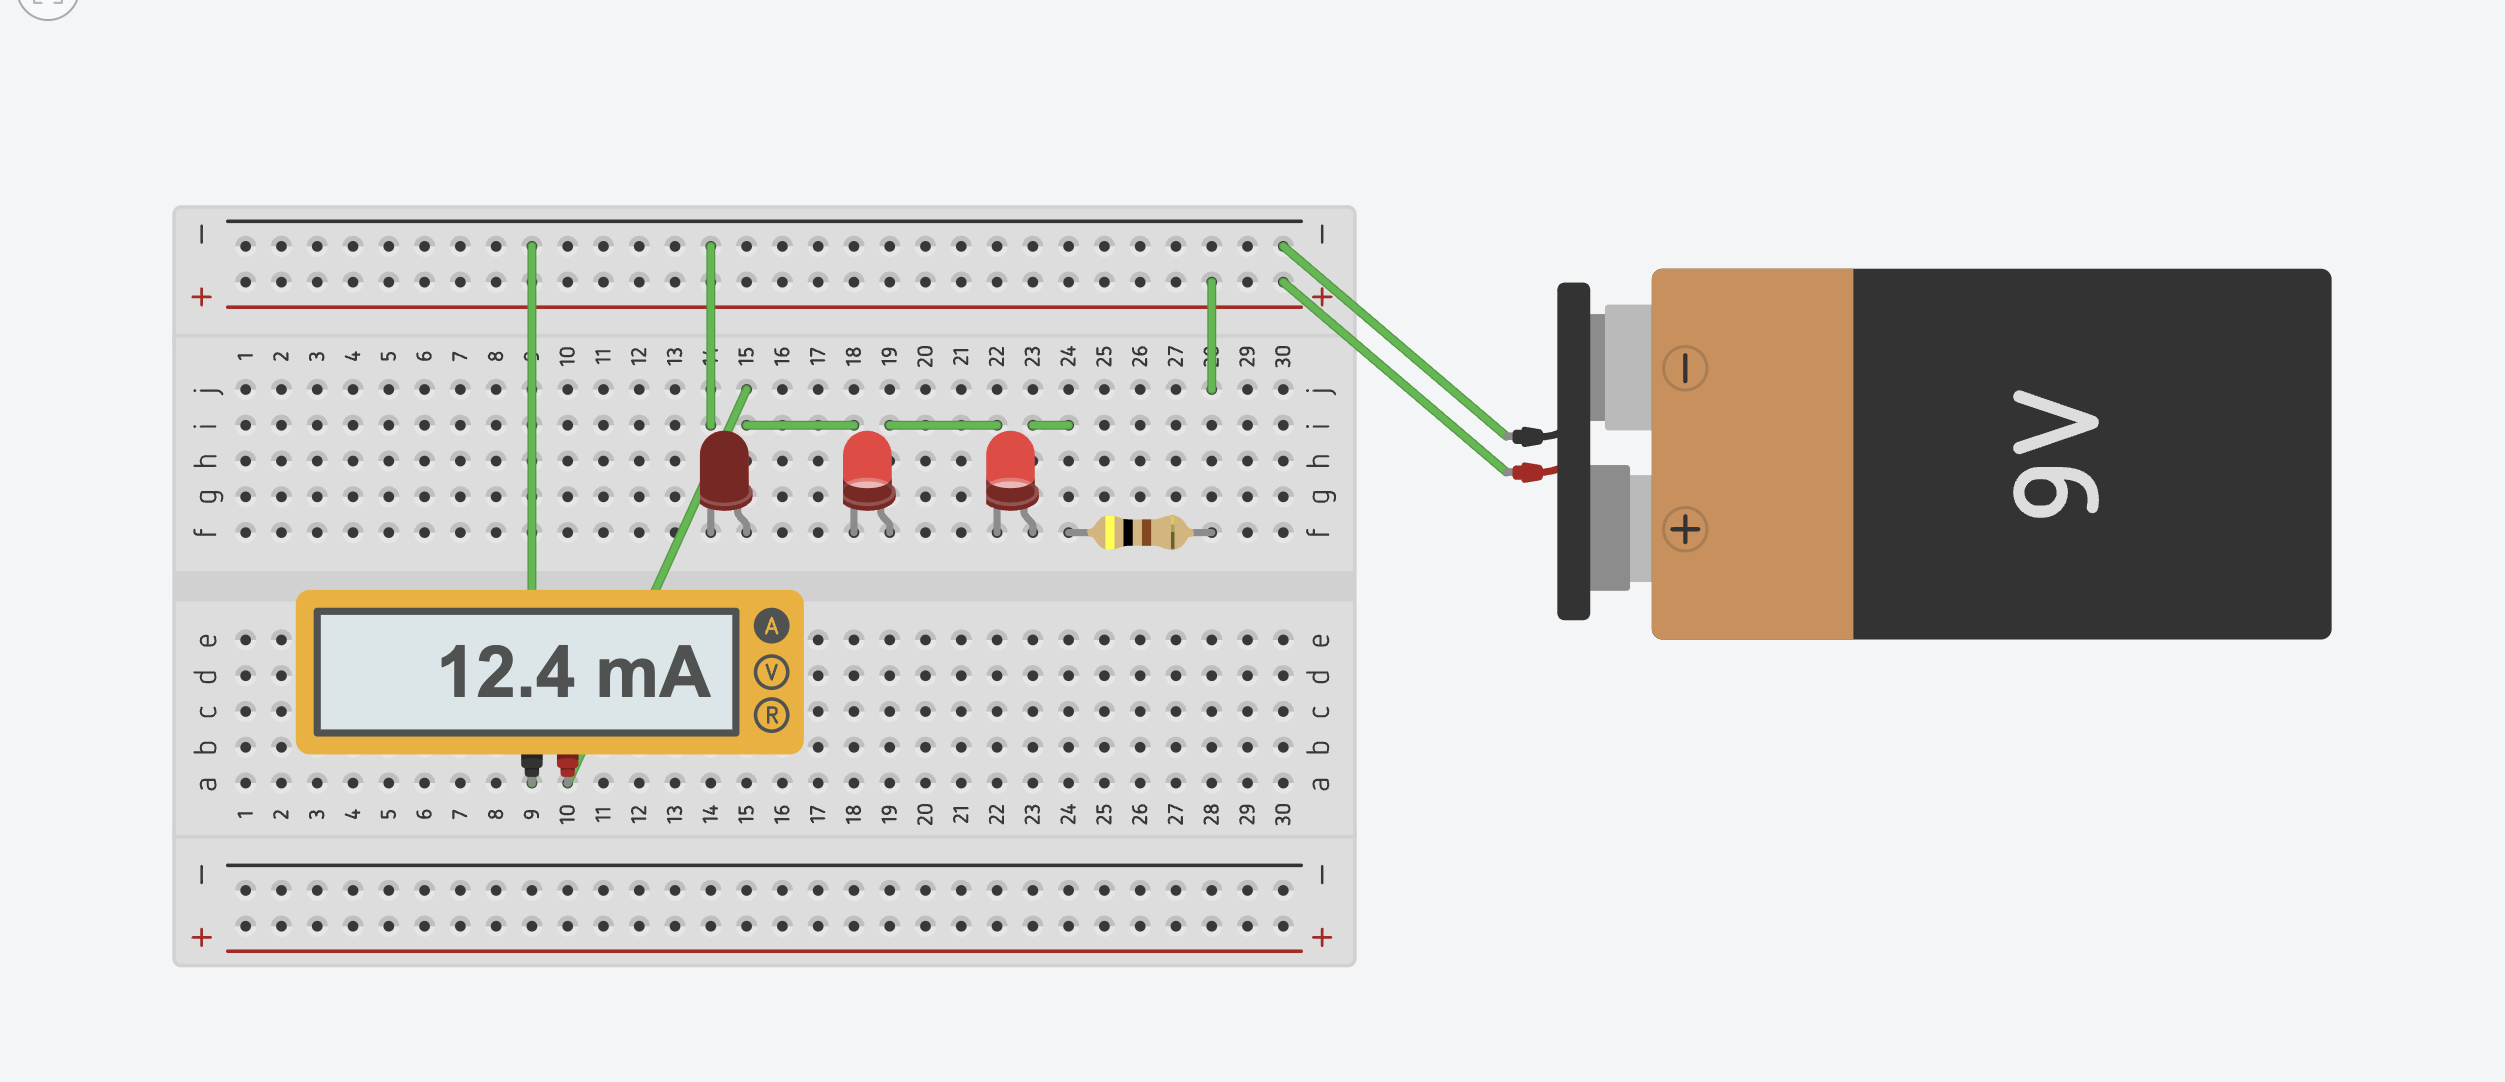 − −
+ +
1 2 3 4 5 6 7 8 9 10 11 12 13 14 15 16 17 18 19 20 21 22 23 24 25 26 27 28 29 30
j j
i i
h h
g g
f f
−
+
9V
12.4 mA
A
V
R
e e
d d
c c
b b
a a
1 2 3 4 5 6 7 8 9 10 11 12 13 14 15 16 17 18 19 20 21 22 23 24 25 26 27 28 29 30
− −
+ +